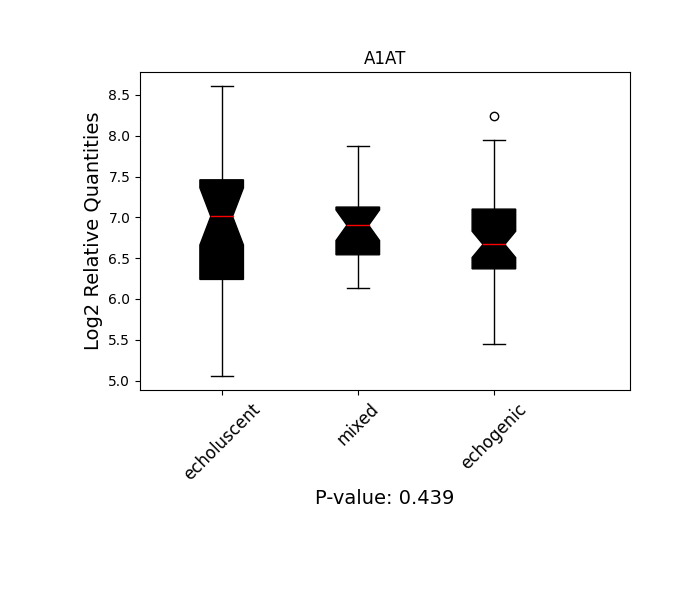 A1AT
Log2 Relative Quantities
8.5
8.0
7.5
7.0
6.5
6.0
5.5
5.0
echoluscent
mixed
echogenic
P-value: 0.439